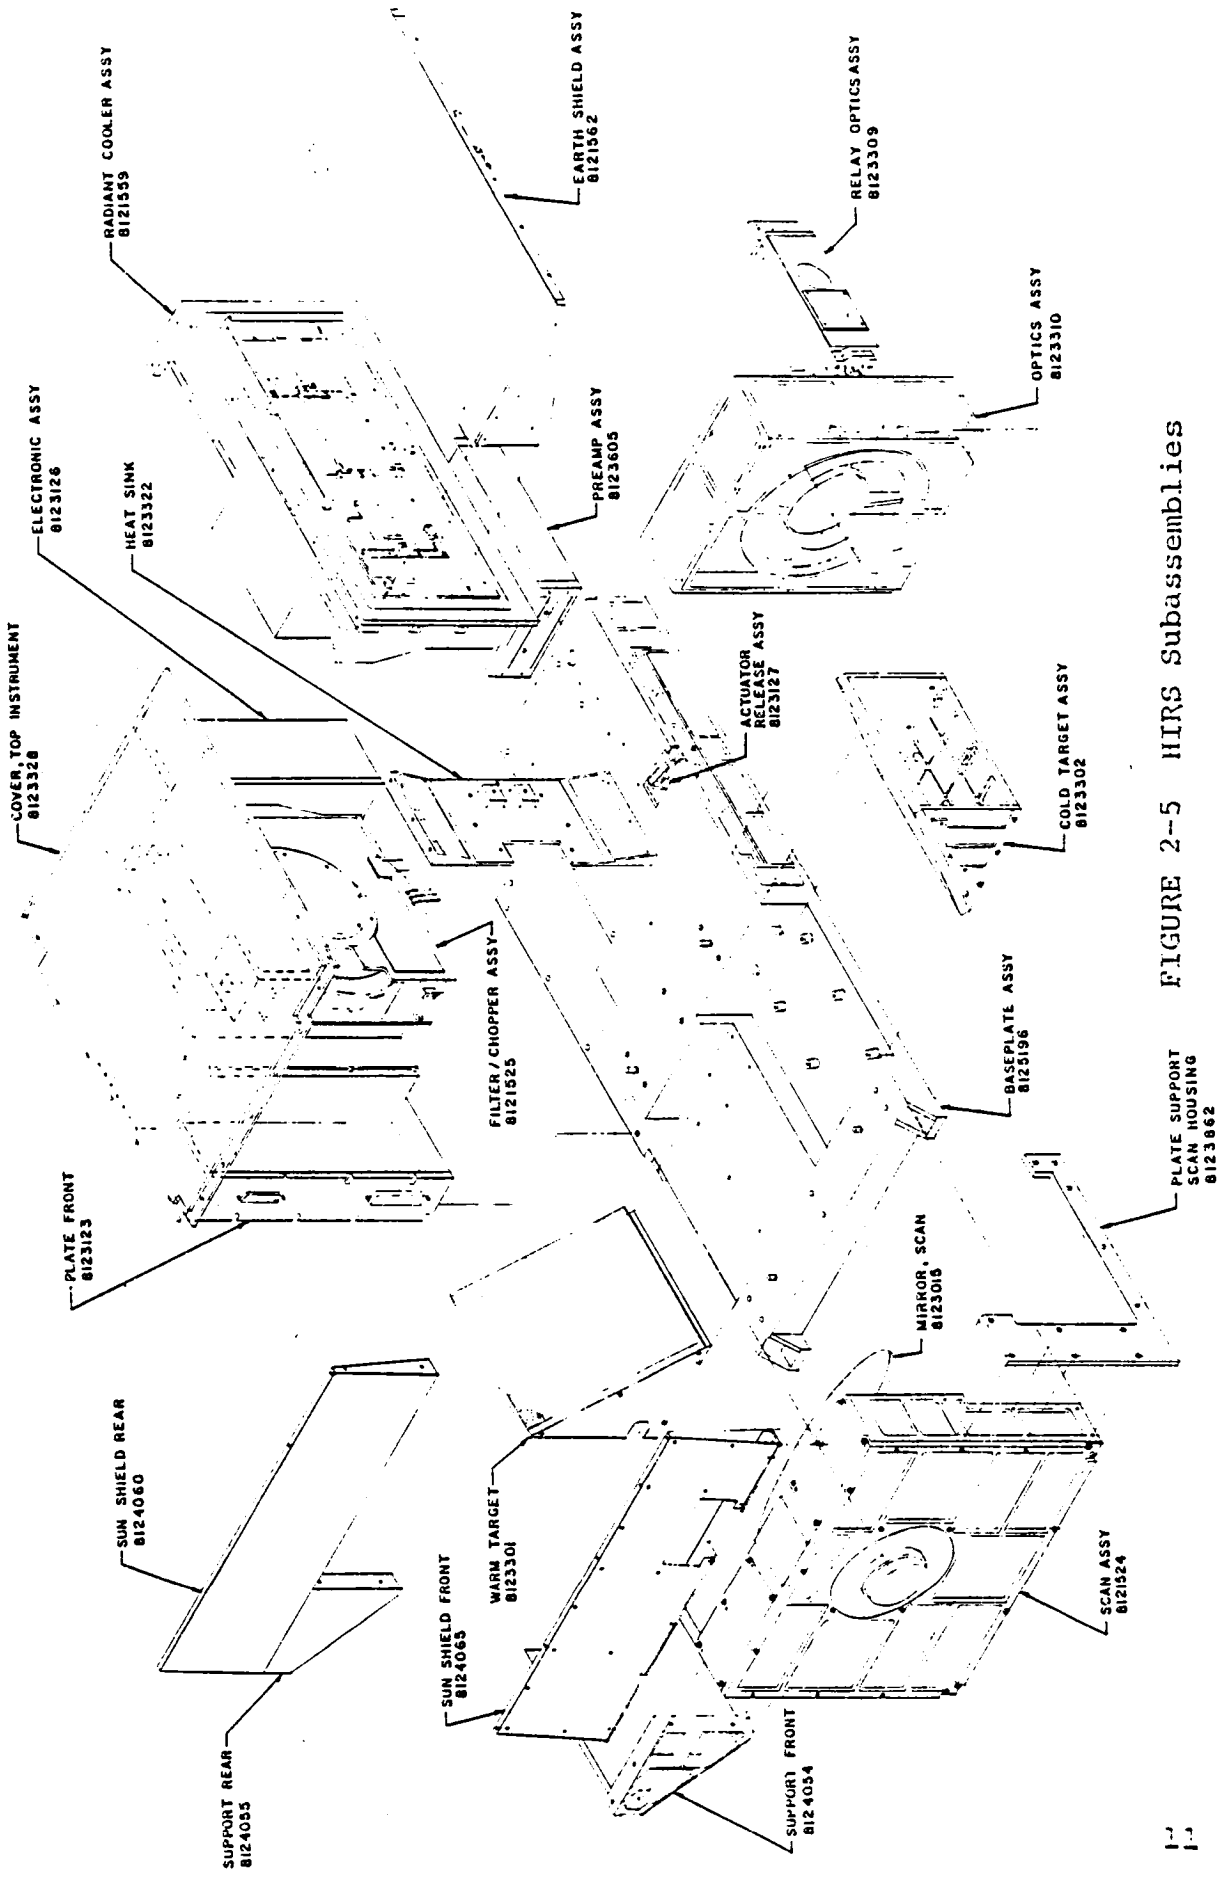 COVER, TOP INSTRUMENT
8123328
ELECTRONIC ASSY
8123126
HEAT SINK
8123322
RADIANT COOLER ASSY
8121559
PLATE FRONT
8123123
SUN SHIELD REAR
8124060
SUPPORT REAR
8124055
FILTER/CHOPPER ASSY
8121525
PREAMP ASSY
8123605
EARTH SHIELD ASSY
8121562
WARM TARGET
8123301
SUN SHIELD FRONT
8124065
ACTUATOR
RELEASE ASSY
8123127
RELAY OPTICS ASSY
8123309
SUPPORT FRONT
8124054
MIRROR, SCAN
8123015
BASEPLATE ASSY
8125196
COLD TARGET ASSY
8123302
OPTICS ASSY
8123310
SCAN ASSY
8121524
PLATE SUPPORT
SCAN HOUSING
8123862
FIGURE 2-5 HIRS Subassemblies